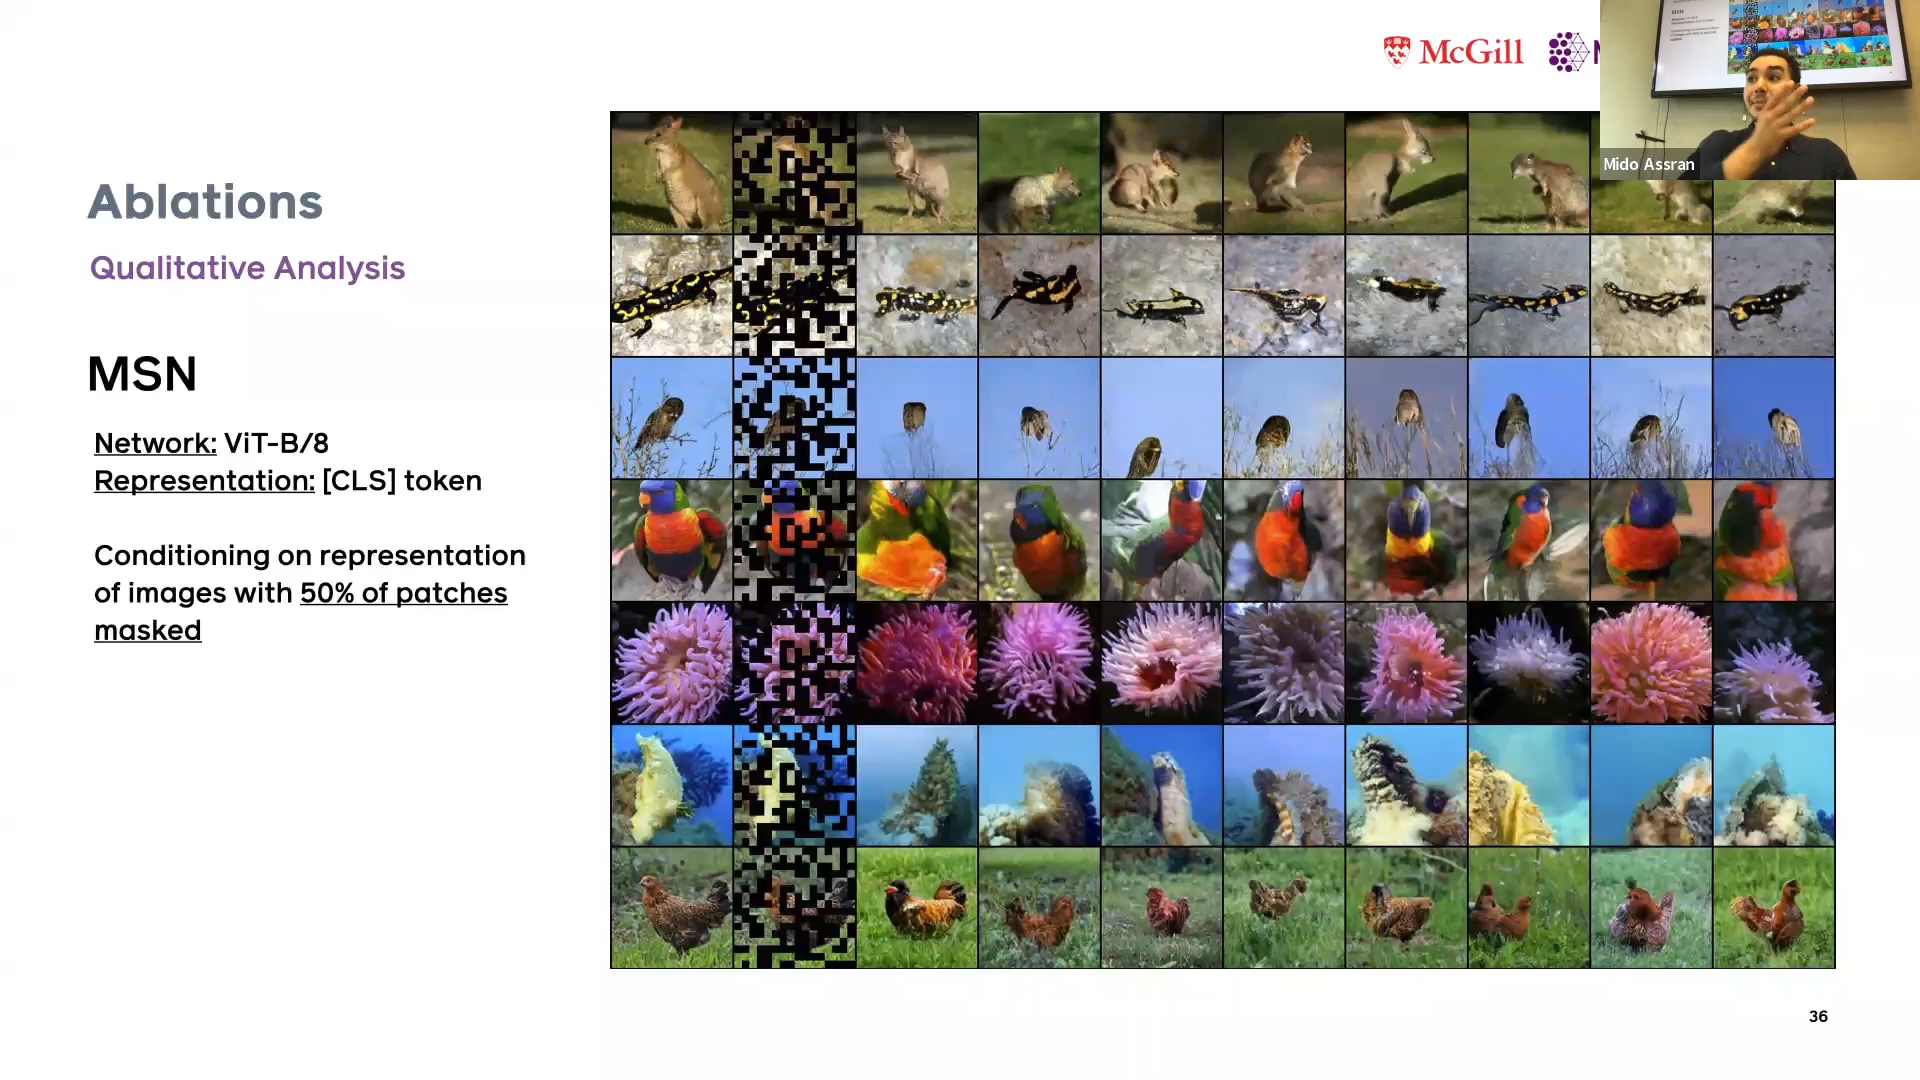 McGill
Mido Assran
Ablations
Qualitative Analysis
MSN
Network: ViT-B/8
Representation: [CLS] token
Conditioning on representation
of images with 50% of patches
masked
36